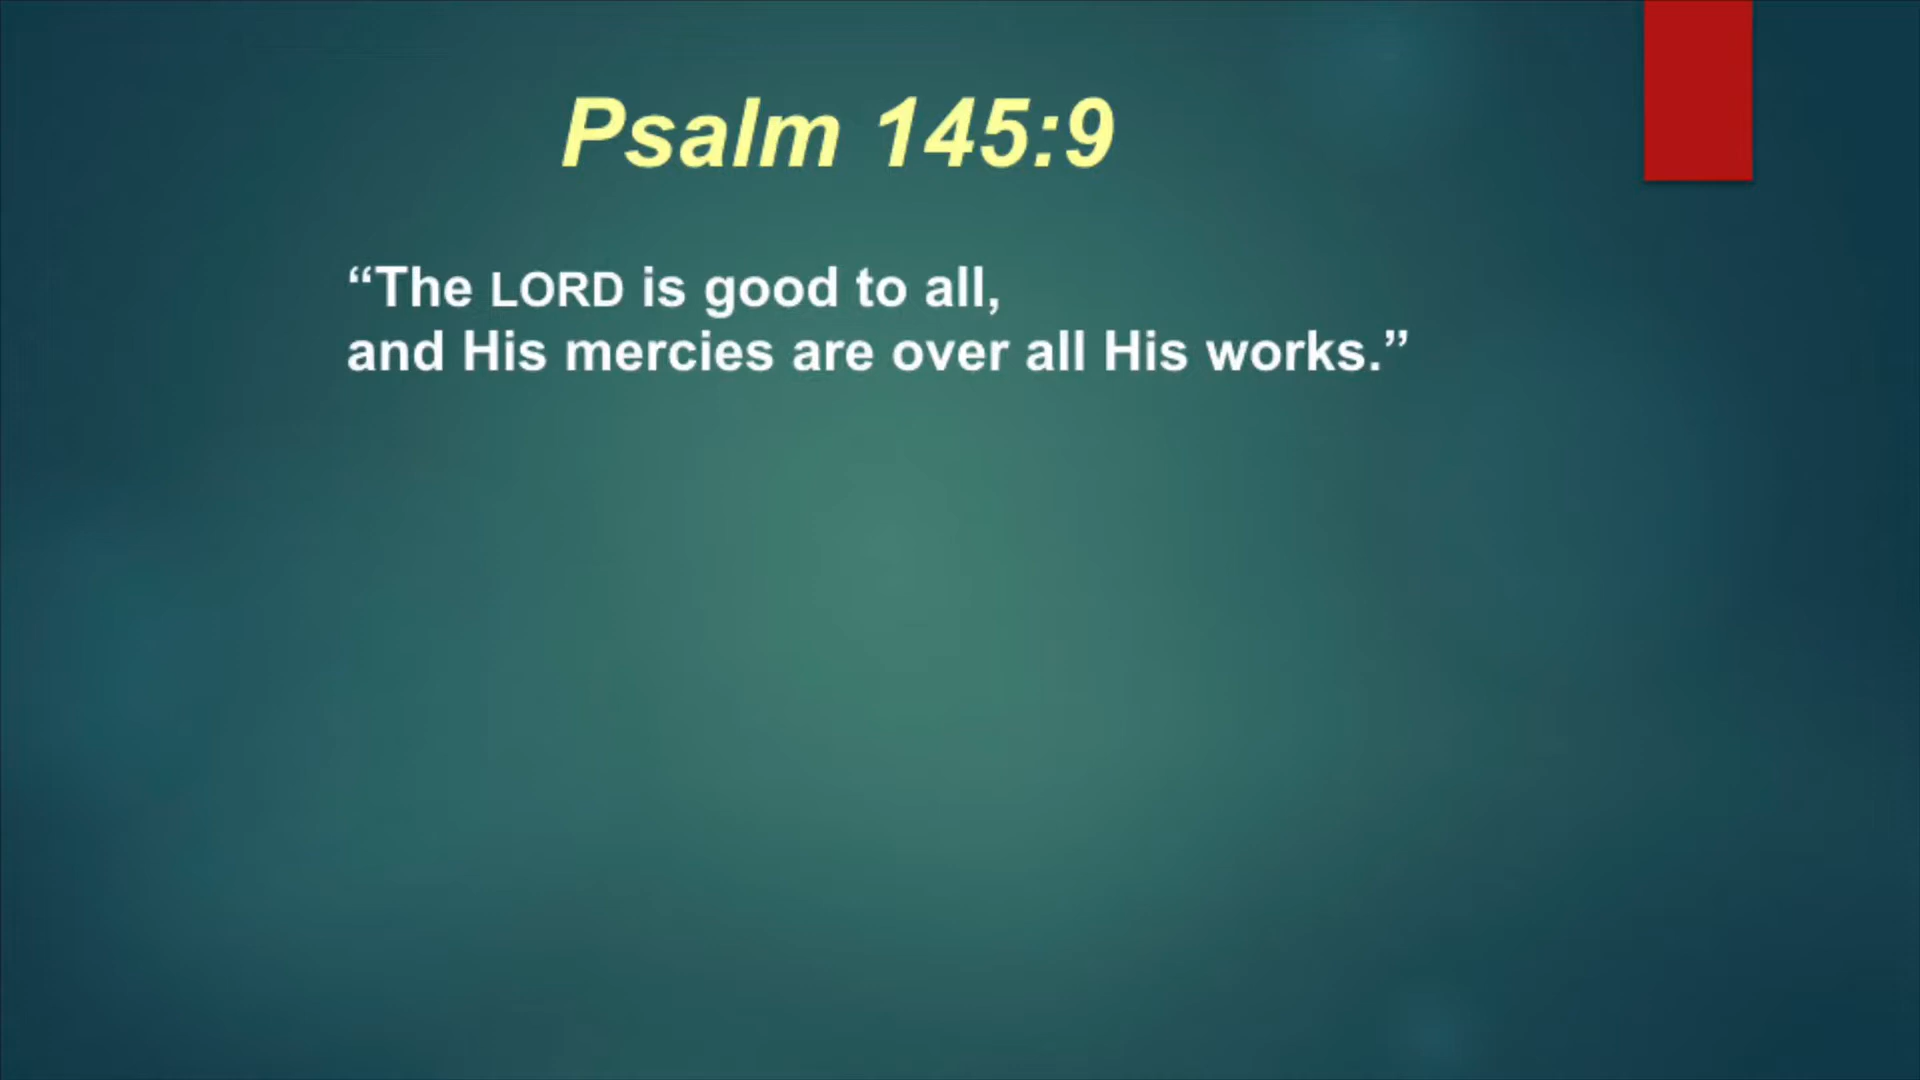 Psalm 145:9
“The LORD is good to all,
and His mercies are over all His works.”